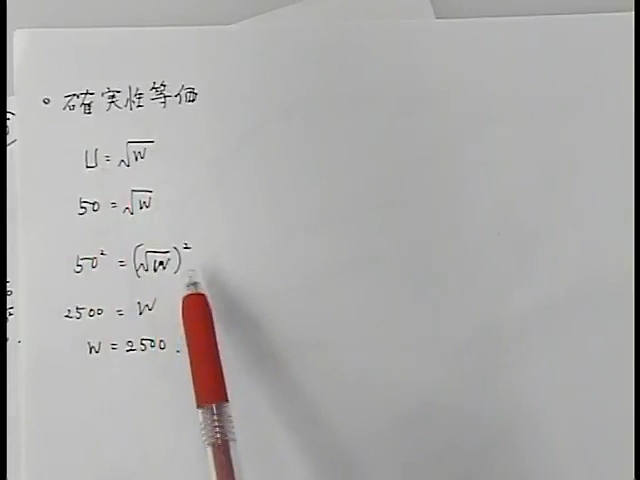 • 確実性等価
U = √W
50 = √W
50² = (√W)²
2500 = W
W = 2500.